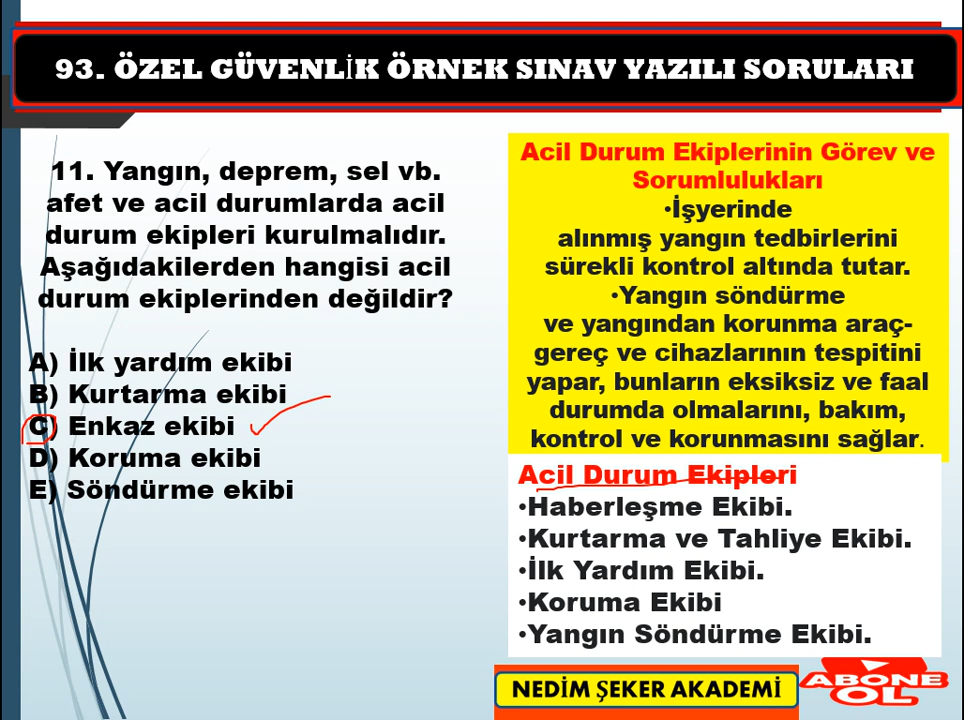 93. ÖZEL GÜVENLİK ÖRNEK SINAV YAZILI SORULARI
11. Yangın, deprem, sel vb.
afet ve acil durumlarda acil
durum ekipleri kurulmalıdır.
Aşağıdakilerden hangisi acil
durum ekiplerinden değildir?
A) İlk yardım ekibi
B) Kurtarma ekibi
C) Enkaz ekibi
D) Koruma ekibi
E) Söndürme ekibi
Acil Durum Ekiplerinin Görev ve
Sorumlulukları
•İşyerinde
alınmış yangın tedbirlerini
sürekli kontrol altında tutar.
•Yangın söndürme
ve yangından korunma araç-
gereç ve cihazlarının tespitini
yapar, bunların eksiksiz ve faal
durumda olmalarını, bakım,
kontrol ve korunmasını sağlar.
Acil Durum Ekipleri
•Haberleşme Ekibi.
•Kurtarma ve Tahliye Ekibi.
•İlk Yardım Ekibi.
•Koruma Ekibi
•Yangın Söndürme Ekibi.
NEDİM ŞEKER AKADEMİ
ABONE
OL